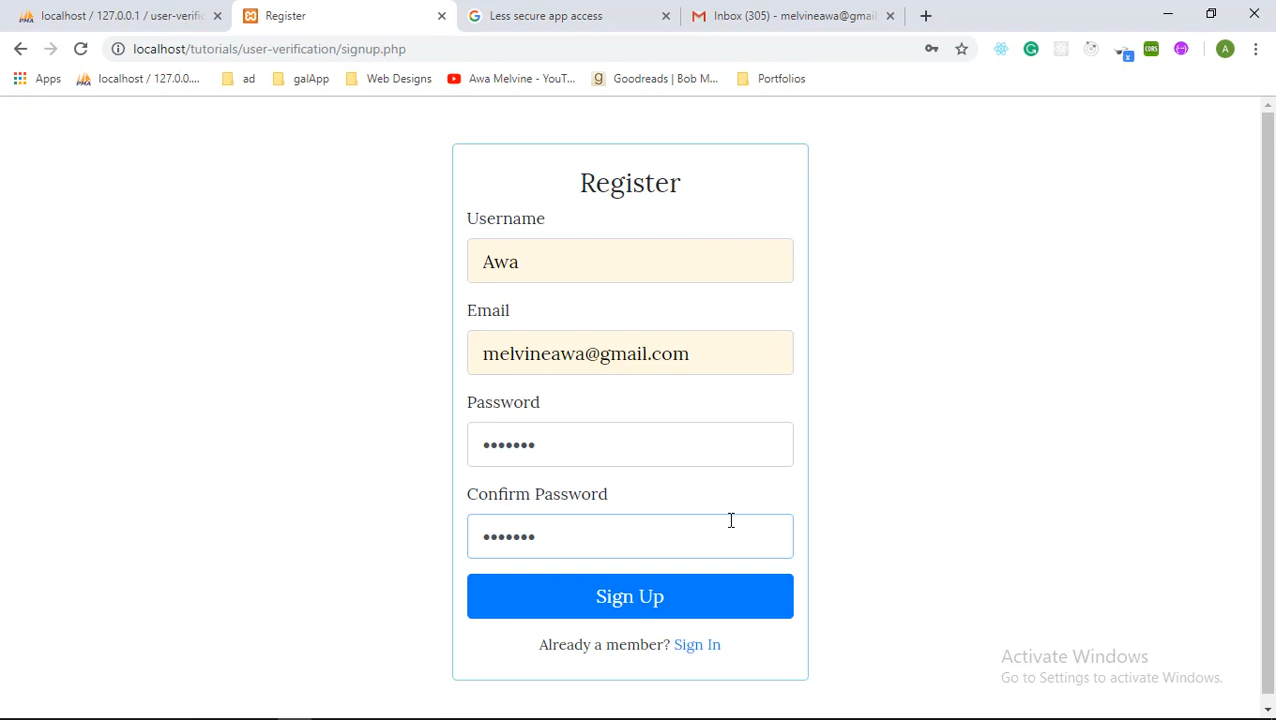 localhost / 127.0.0.1 / user-verific
Register
Less secure app access
Inbox (305) - melvineawa@gmail
localhost/tutorials/user-verification/signup.php
A
Apps
localhost / 127.0.0....
ad
galApp
Web Designs
Awa Melvine - YouT...
Goodreads | Bob M...
Portfolios
Register
Username
Awa
Email
melvineawa@gmail.com
Password
•••••••
Confirm Password
•••••••
Sign Up
Already a member? Sign In
Activate Windows
Go to Settings to activate Windows.